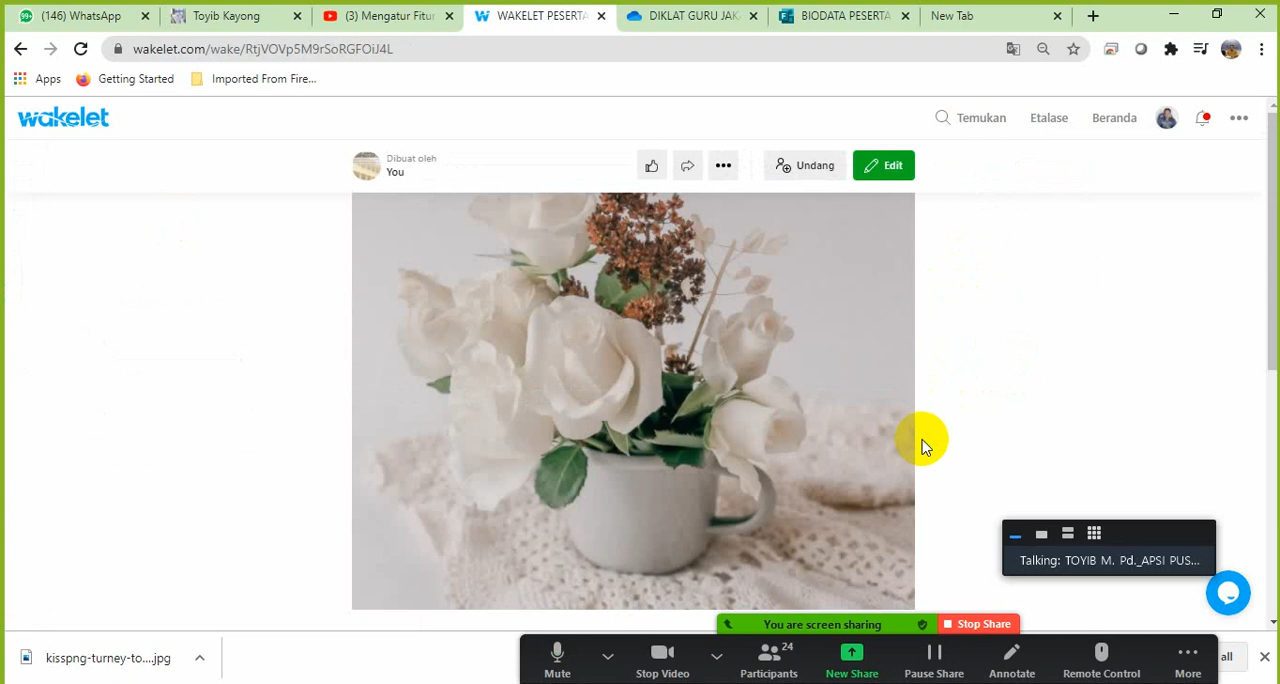 (146) WhatsApp
Toyib Kayong
(3) Mengatur Fitur
WAKELET PESERTA
DIKLAT GURU JAK
BIODATA PESERTA
New Tab
wakelet.com/wake/RtjVOVp5M9rSoRGFOiJ4L
Apps
Getting Started
Imported From Fire...
wakelet
Temukan
Etalase
Beranda
Dibuat oleh
You
Undang
Edit
Talking: TOYIB M. Pd._APSI PUS...
You are screen sharing
Stop Share
kisspng-turney-to....jpg
Mute
Stop Video
24
Participants
New Share
Pause Share
Annotate
Remote Control
More
all